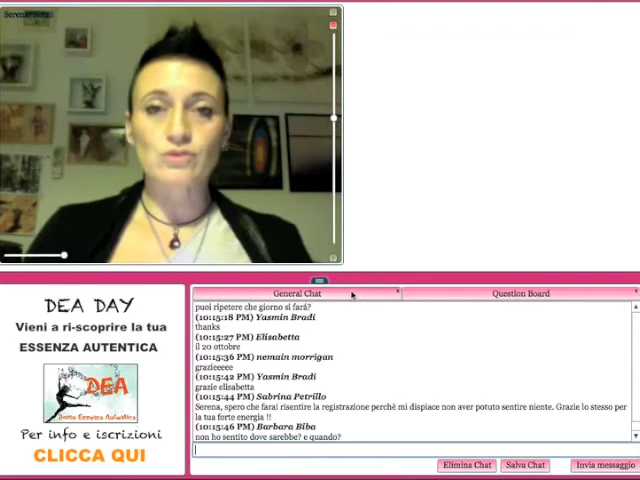 Serena Sirini
DEA DAY
Vieni a ri-scoprire la tua
ESSENZA AUTENTICA
DEA
Donna Essenza Autentica
Per info e iscrizioni
CLICCA QUI
General Chat
Question Board
puoi ripetere che giorno si fará?
(10:15:18 PM) Yasmin Bradi
thanks
(10:15:27 PM) Elisabetta
il 20 ottobre
(10:15:36 PM) nemain morrigan
grazieeeee
(10:15:42 PM) Yasmin Bradi
grazie elisabetta
(10:15:44 PM) Sabrina Petrillo
Serena, spero che farai risentire la registrazione perchè mi dispiace non aver potuto sentire niente. Grazie lo stesso per
la tua forte energia !!
(10:15:46 PM) Barbara Biba
non ho sentito dove sarebbe? e quando?
Elimina Chat
Salva Chat
Invia messaggio